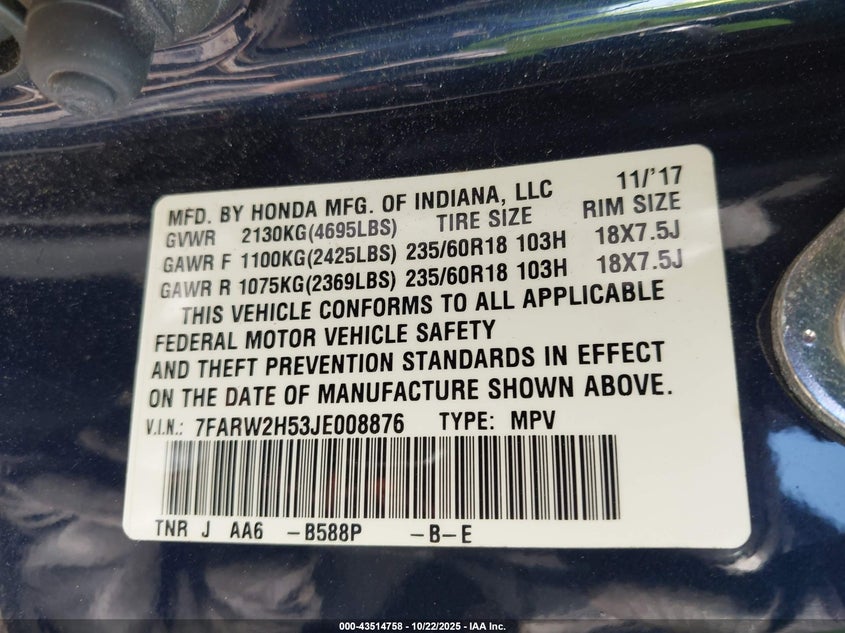 MFD. BY HONDA MFG. OF INDIANA, LLC 11/'17
GVWR 2130KG(4695LBS) TIRE SIZE RIM SIZE
GAWR F 1100KG(2425LBS) 235/60R18 103H 18X7.5J
GAWR R 1075KG(2369LBS) 235/60R18 103H 18X7.5J
THIS VEHICLE CONFORMS TO ALL APPLICABLE
FEDERAL MOTOR VEHICLE SAFETY
AND THEFT PREVENTION STANDARDS IN EFFECT
ON THE DATE OF MANUFACTURE SHOWN ABOVE.
V.I.N.: 7FARW2H53JE008876 TYPE: MPV
TNR J AA6 -B588P -B-E
000-43514758 - 10/22/2025 - IAA Inc.